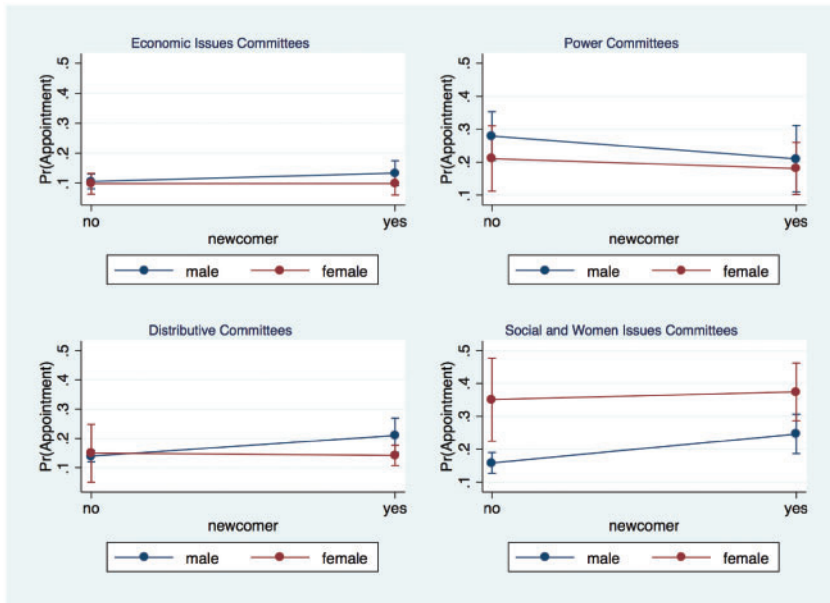 Economic Issues Committees
Pr(Appointment)
.5
.4
.3
.2
.1
no
yes
newcomer
male
female
Power Committees
Pr(Appointment)
.5
.4
.3
.2
.1
no
yes
newcomer
male
female
Distributive Committees
Pr(Appointment)
.5
.4
.3
.2
.1
no
yes
newcomer
male
female
Social and Women Issues Committees
Pr(Appointment)
.5
.4
.3
.2
.1
no
yes
newcomer
male
female